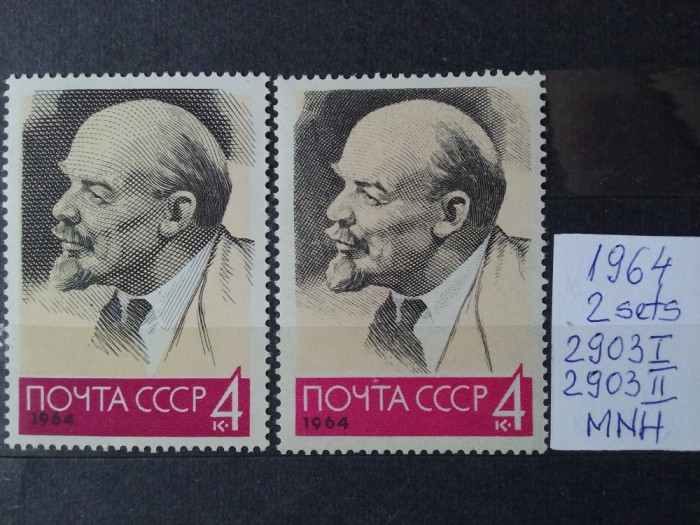 ПОЧТА СССР 4
1964 к.
ПОЧТА СССР 4
1964 к.
1964
2 sets
2903 I
2903 II
MNH